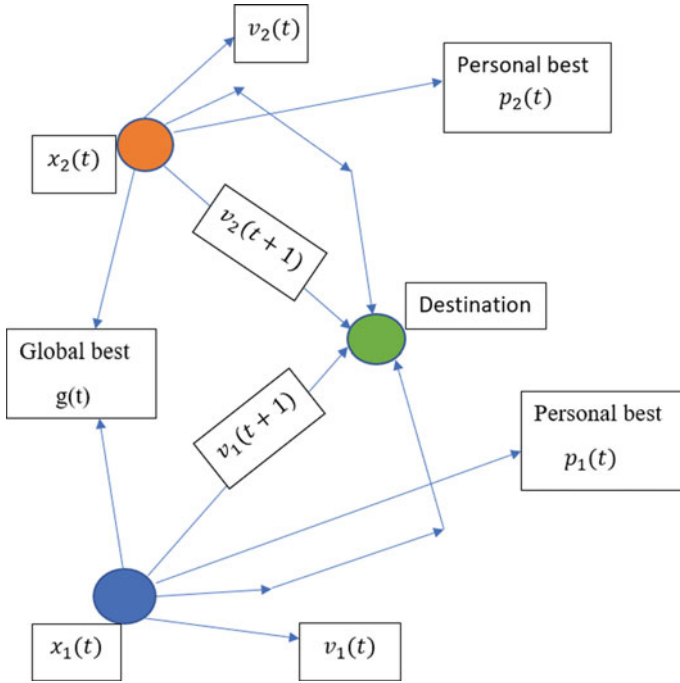 v₂(t)
Personal best
p₂(t)
x₂(t)
v₂(t + 1)
Destination
Global best
g(t)
v₁(t + 1)
Personal best
p₁(t)
x₁(t)
v₁(t)